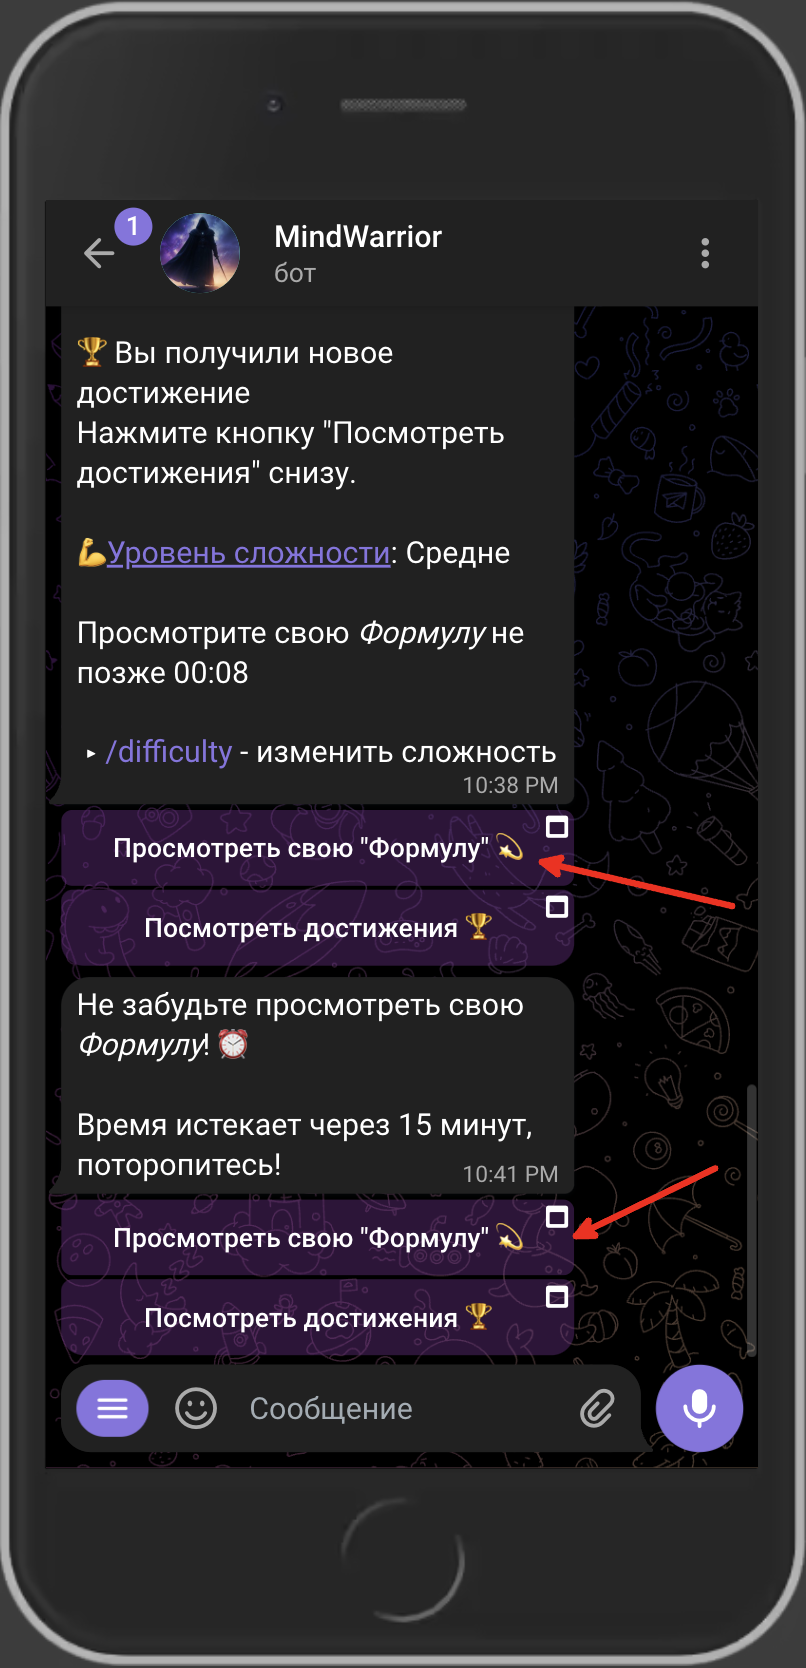 1
MindWarrior
бот
🏆 Вы получили новое
достижение
Нажмите кнопку "Посмотреть
достижения" снизу.
💪Уровень сложности: Средне
Просмотрите свою Формулу не
позже 00:08
‣ /difficulty - изменить сложность
10:38 PM
Просмотреть свою "Формулу" 💫
Посмотреть достижения 🏆
Не забудьте просмотреть свою
Формулу! ⏰
Время истекает через 15 минут,
поторопитесь!
10:41 PM
Просмотреть свою "Формулу" 💫
Посмотреть достижения 🏆
Сообщение